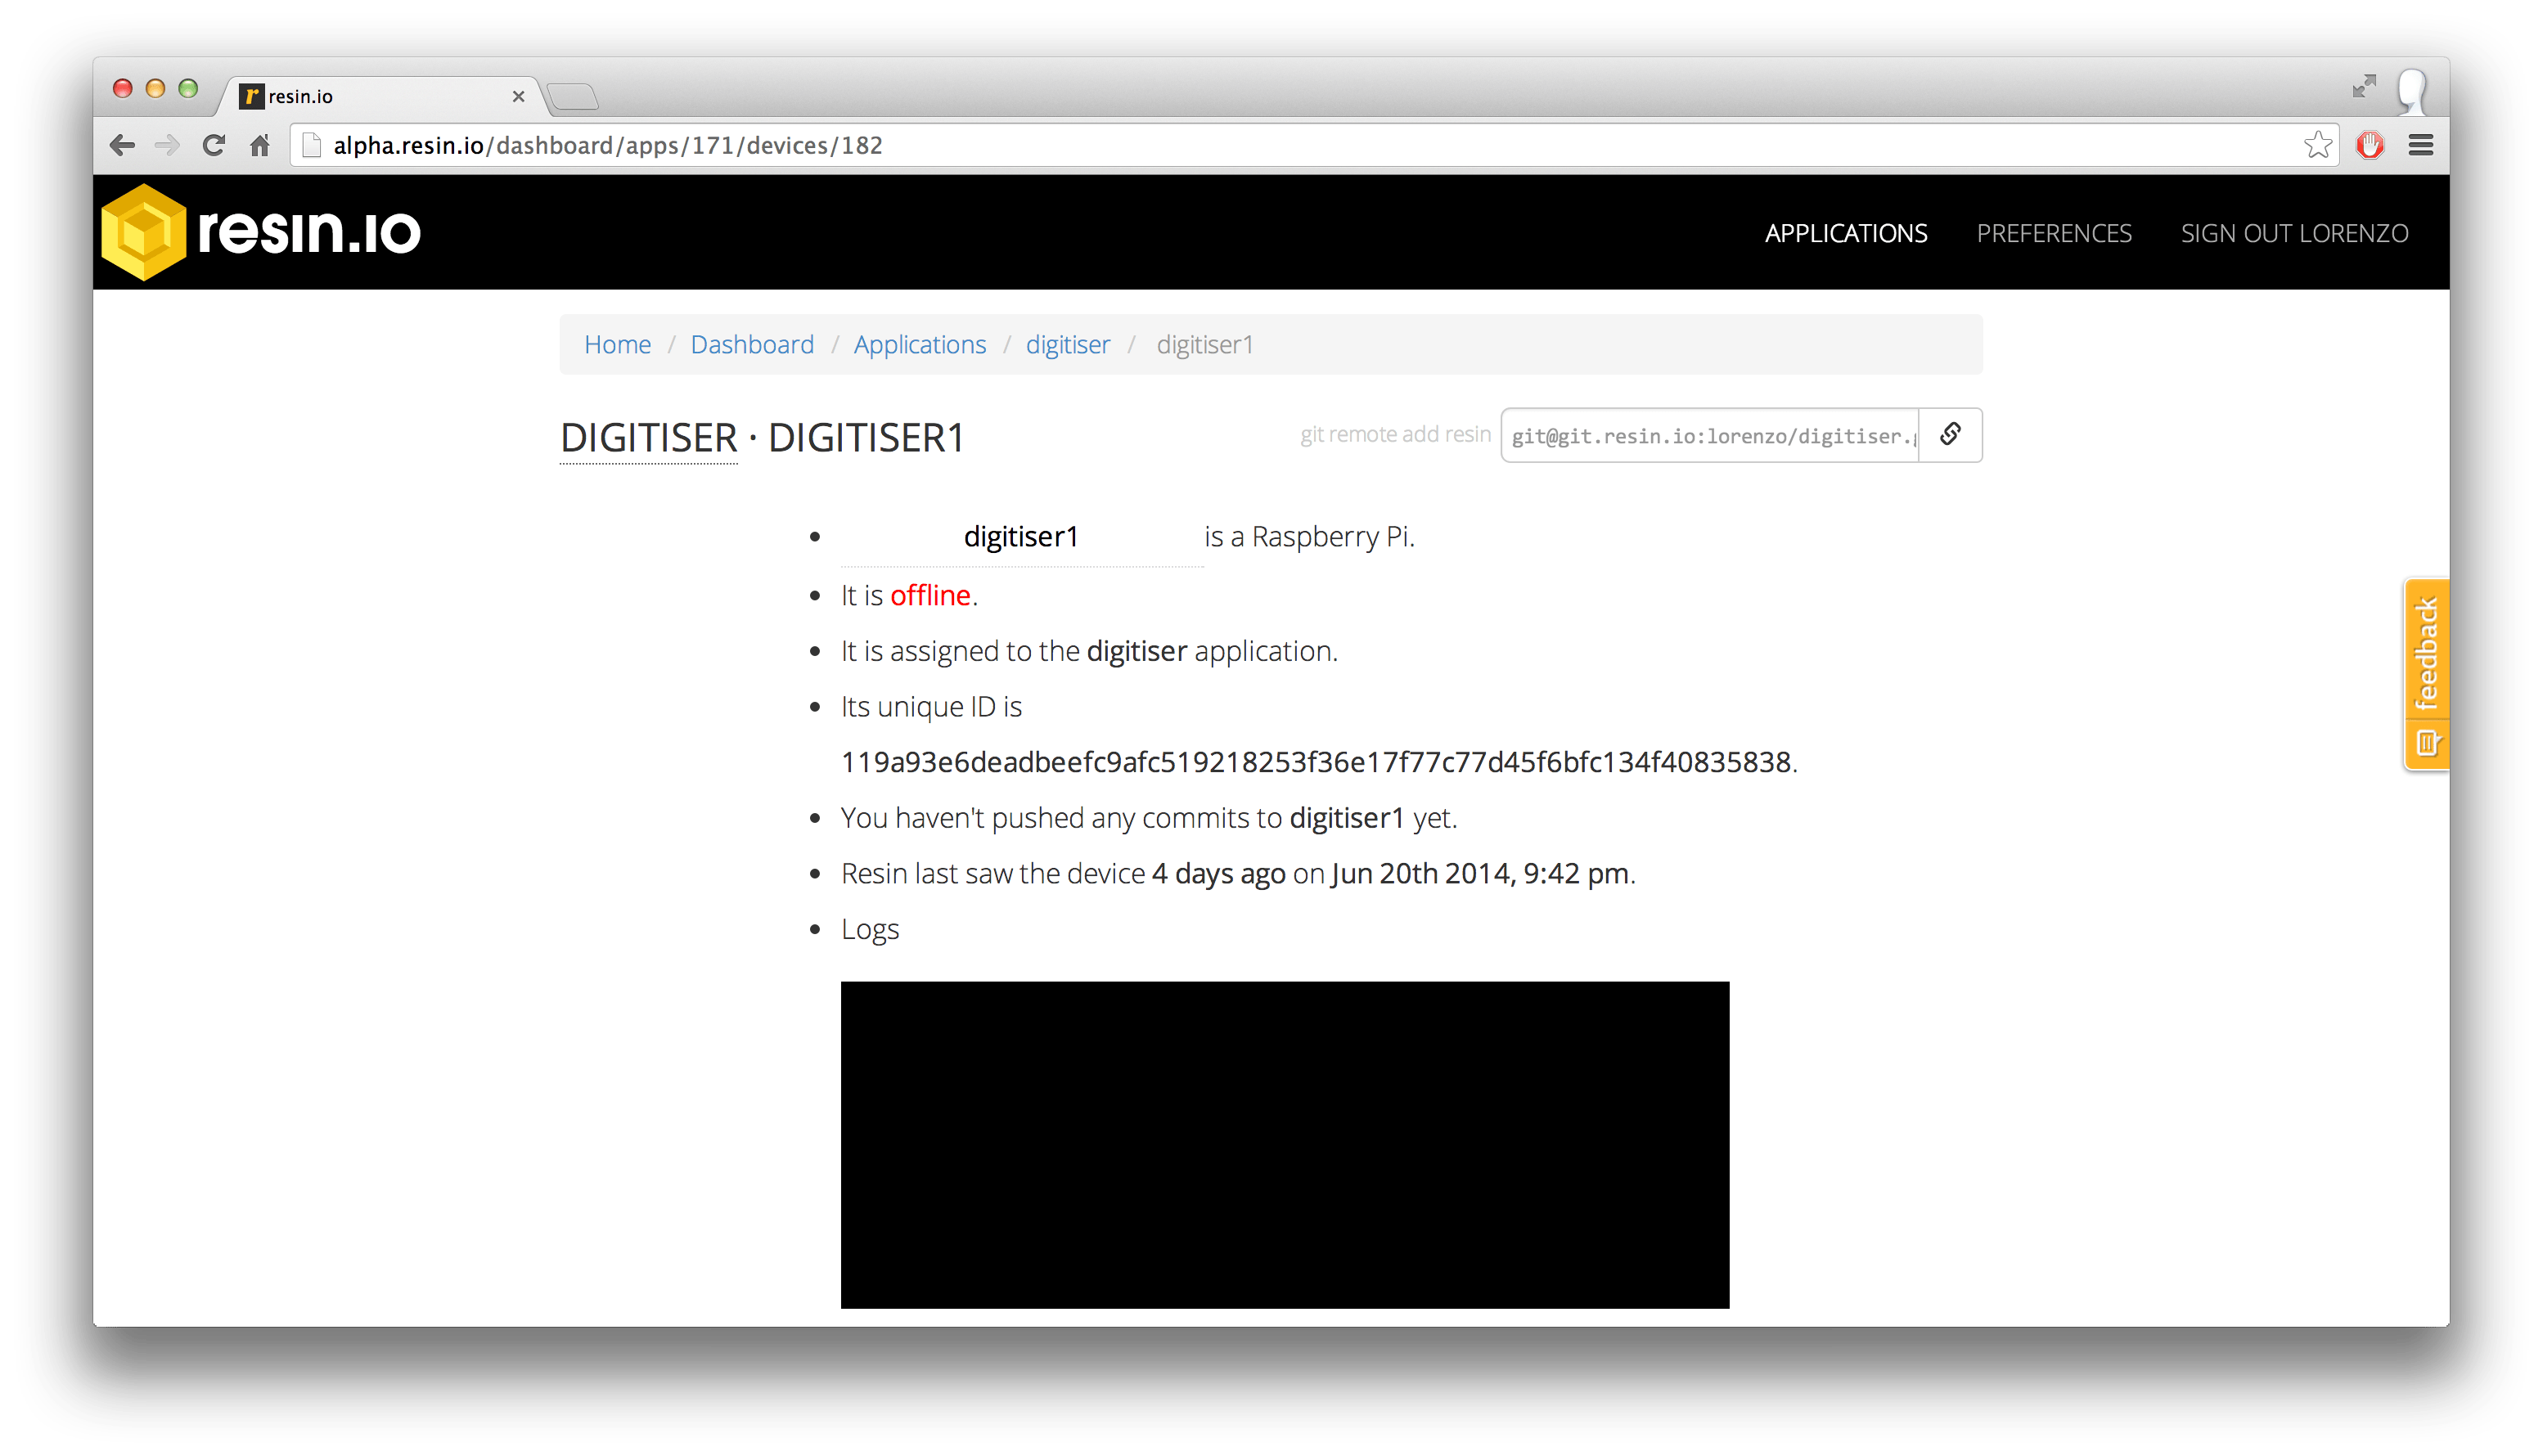 resin.io
alpha.resin.io/dashboard/apps/171/devices/182
resin.io
APPLICATIONS PREFERENCES SIGN OUT LORENZO
Home / Dashboard / Applications / digitiser / digitiser1
DIGITISER · DIGITISER1
git remote add resin git@git.resin.io:lorenzo/digitiser.
digitiser1 is a Raspberry Pi.
It is offline.
It is assigned to the digitiser application.
Its unique ID is
119a93e6deadbeefc9afc519218253f36e17f77c77d45f6bfc134f40835838.
You haven't pushed any commits to digitiser1 yet.
Resin last saw the device 4 days ago on Jun 20th 2014, 9:42 pm.
Logs
feedback